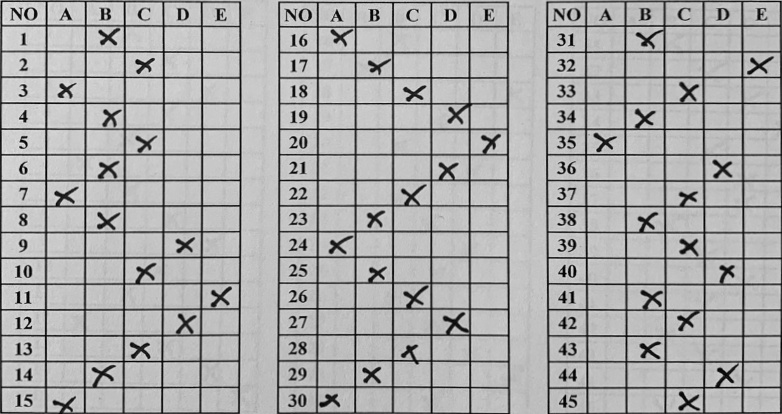 NO A B C D E
1 X
2 X
3 X
4 X
5 X
6 X
7 X
8 X
9 X
10 X
11 X
12 X
13 X
14 X
15 X
NO A B C D E
16 X
17 X
18 X
19 X
20 X
21 X
22 X
23 X
24 X
25 X
26 X
27 X
28 X
29 X
30 X
NO A B C D E
31 X
32 X
33 X
34 X
35 X
36 X
37 X
38 X
39 X
40 X
41 X
42 X
43 X
44 X
45 X